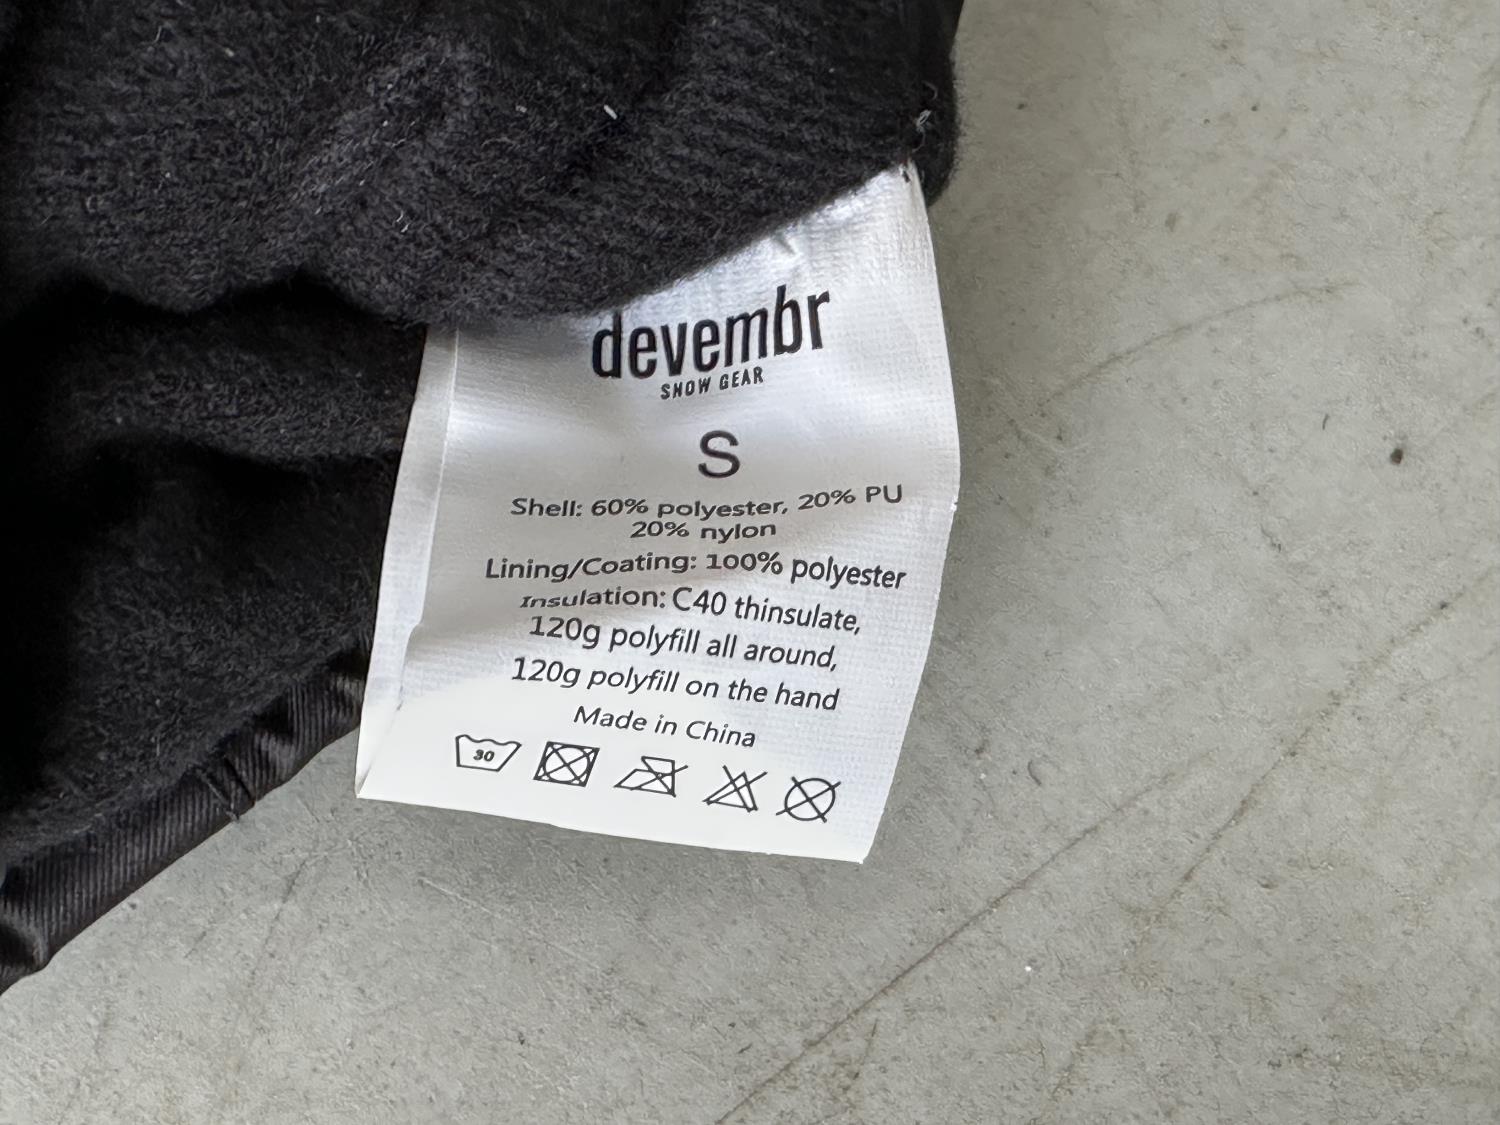 devembr
SNOW GEAR
S
Shell: 60% polyester, 20% PU
20% nylon
Lining/Coating: 100% polyester
Insulation: C40 thinsulate,
120g polyfill all around,
120g polyfill on the hand
Made in China
30